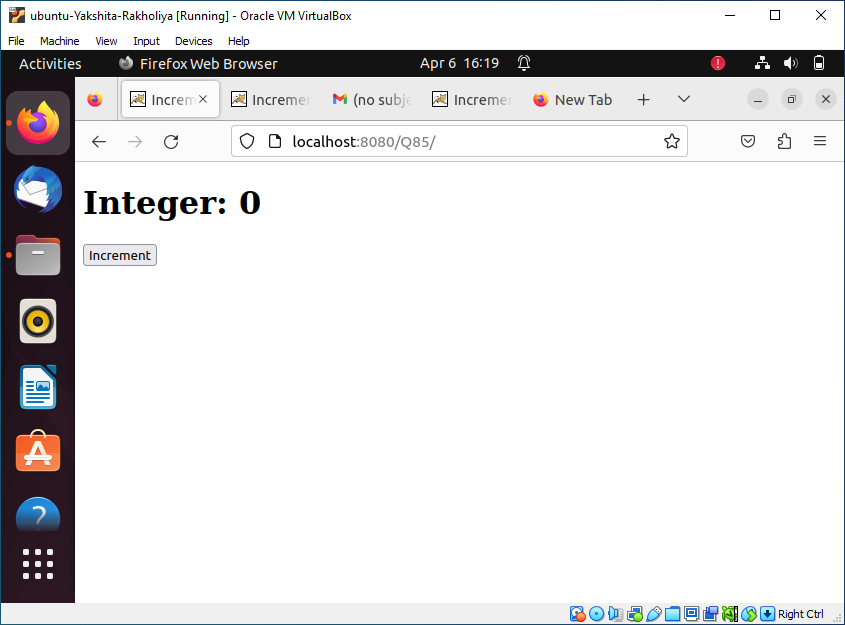 ubuntu-Yakshita-Rakholiya [Running] - Oracle VM VirtualBox
File Machine View Input Devices Help
Activities Firefox Web Browser Apr 6 16:19
Increm Incremer (no subje Incremer New Tab
localhost:8080/Q85/
Integer: 0
Increment
Right Ctrl